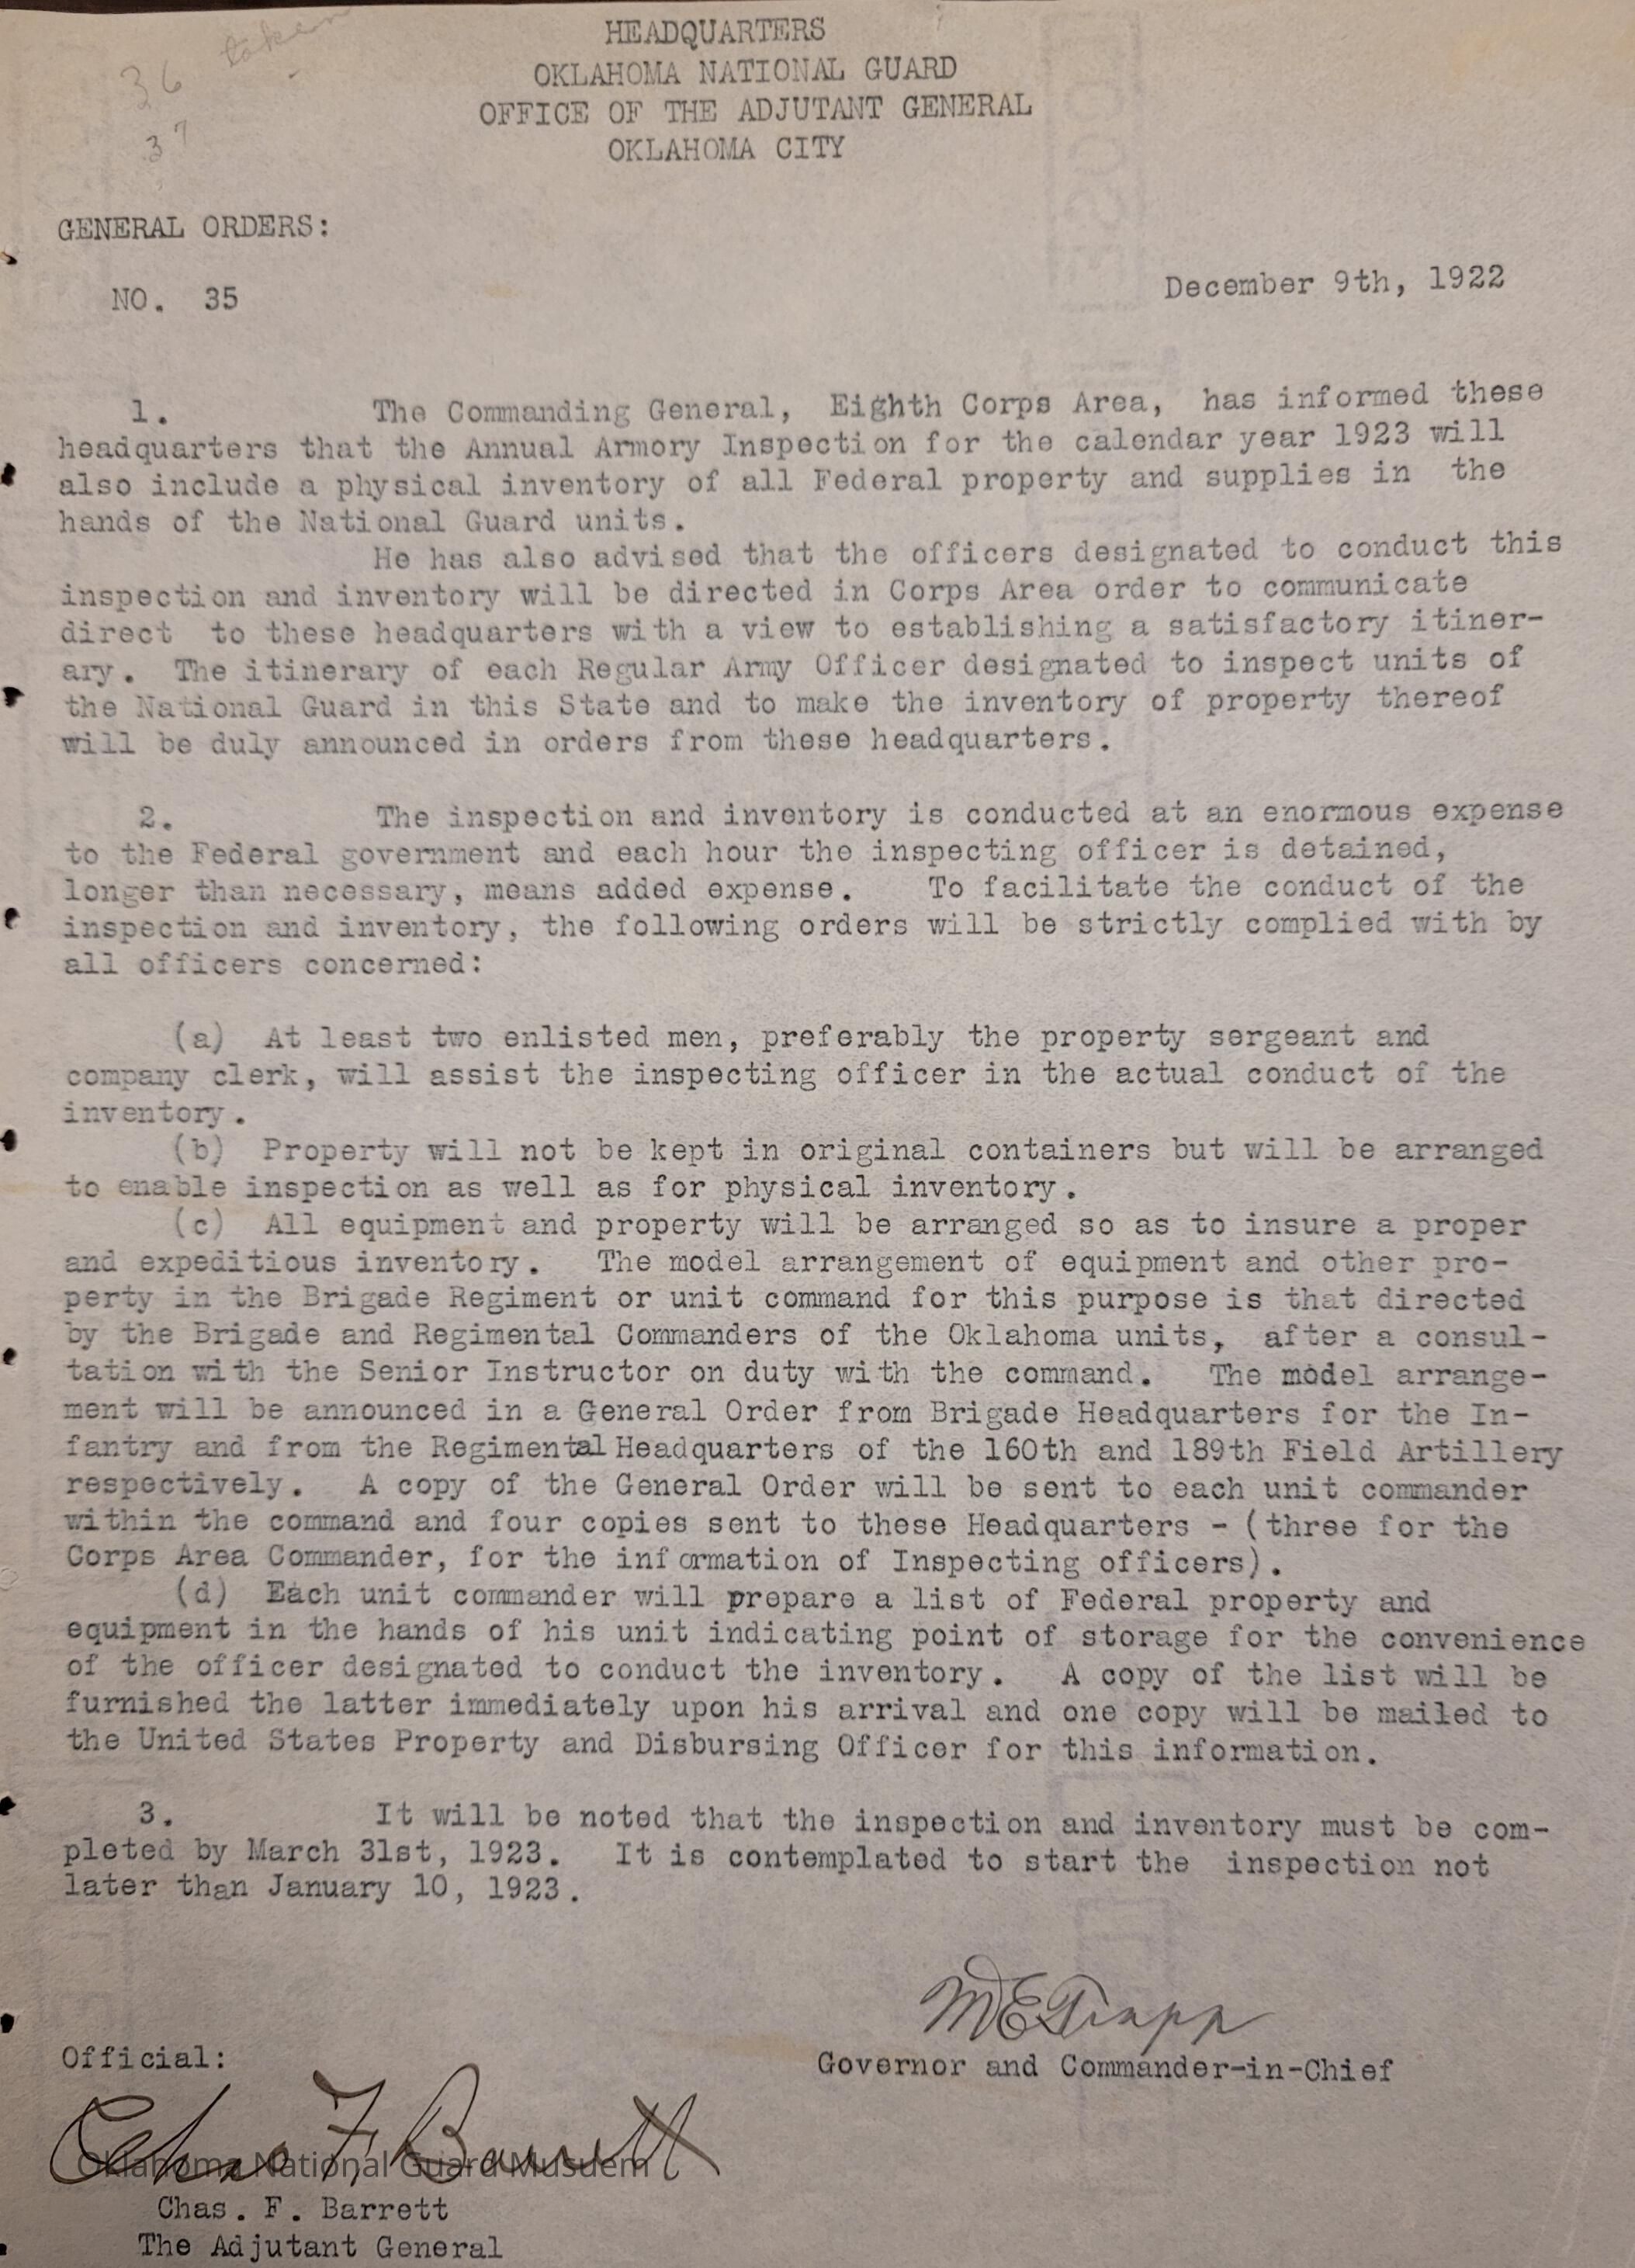 36 taken
37
HEADQUARTERS
OKLAHOMA NATIONAL GUARD
OFFICE OF THE ADJUTANT GENERAL
OKLAHOMA CITY
GENERAL ORDERS:
NO. 35
December 9th, 1922
1. The Commanding General, Eighth Corps Area, has informed these
headquarters that the Annual Armory Inspection for the calendar year 1923 will
also include a physical inventory of all Federal property and supplies in the
hands of the National Guard units.
He has also advised that the officers designated to conduct this
inspection and inventory will be directed in Corps Area order to communicate
direct to these headquarters with a view to establishing a satisfactory itiner-
ary. The itinerary of each Regular Army Officer designated to inspect units of
the National Guard in this State and to make the inventory of property thereof
will be duly announced in orders from these headquarters.
2. The inspection and inventory is conducted at an enormous expense
to the Federal government and each hour the inspecting officer is detained,
longer than necessary, means added expense. To facilitate the conduct of the
inspection and inventory, the following orders will be strictly complied with by
all officers concerned:
(a) At least two enlisted men, preferably the property sergeant and
company clerk, will assist the inspecting officer in the actual conduct of the
inventory.
(b) Property will not be kept in original containers but will be arranged
to enable inspection as well as for physical inventory.
(c) All equipment and property will be arranged so as to insure a proper
and expeditious inventory. The model arrangement of equipment and other pro-
perty in the Brigade Regiment or unit command for this purpose is that directed
by the Brigade and Regimental Commanders of the Oklahoma units, after a consul-
tation with the Senior Instructor on duty with the command. The model arrange-
ment will be announced in a General Order from Brigade Headquarters for the In-
fantry and from the Regimental Headquarters of the 160th and 189th Field Artillery
respectively. A copy of the General Order will be sent to each unit commander
within the command and four copies sent to these Headquarters - (three for the
Corps Area Commander, for the information of Inspecting officers).
(d) Each unit commander will prepare a list of Federal property and
equipment in the hands of his unit indicating point of storage for the convenience
of the officer designated to conduct the inventory. A copy of the list will be
furnished the latter immediately upon his arrival and one copy will be mailed to
the United States Property and Disbursing Officer for this information.
3. It will be noted that the inspection and inventory must be com-
pleted by March 31st, 1923. It is contemplated to start the inspection not
later than January 10, 1923.
M E Trapp
Governor and Commander-in-Chief
Official:
Chas F. Barrett
Oklahoma National Guard Musuem
Chas. F. Barrett
The Adjutant General